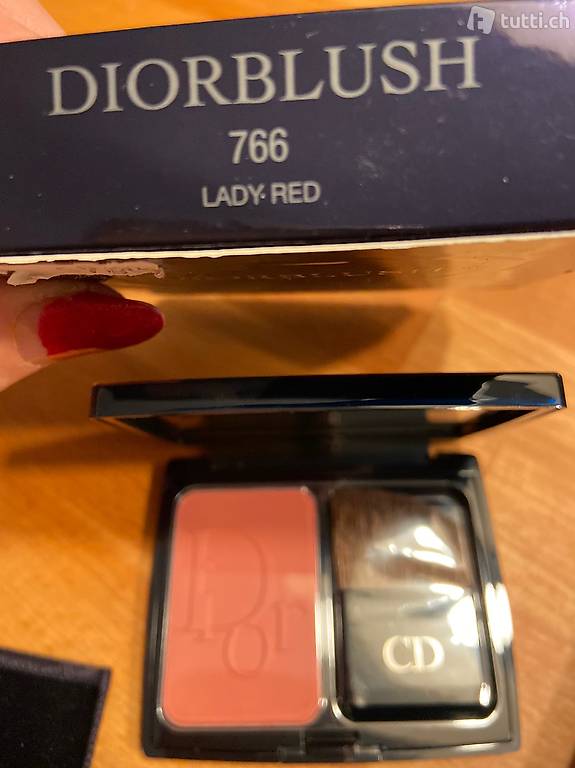 tutti.ch
DIORBLUSH
766
LADY RED
Dior
CD